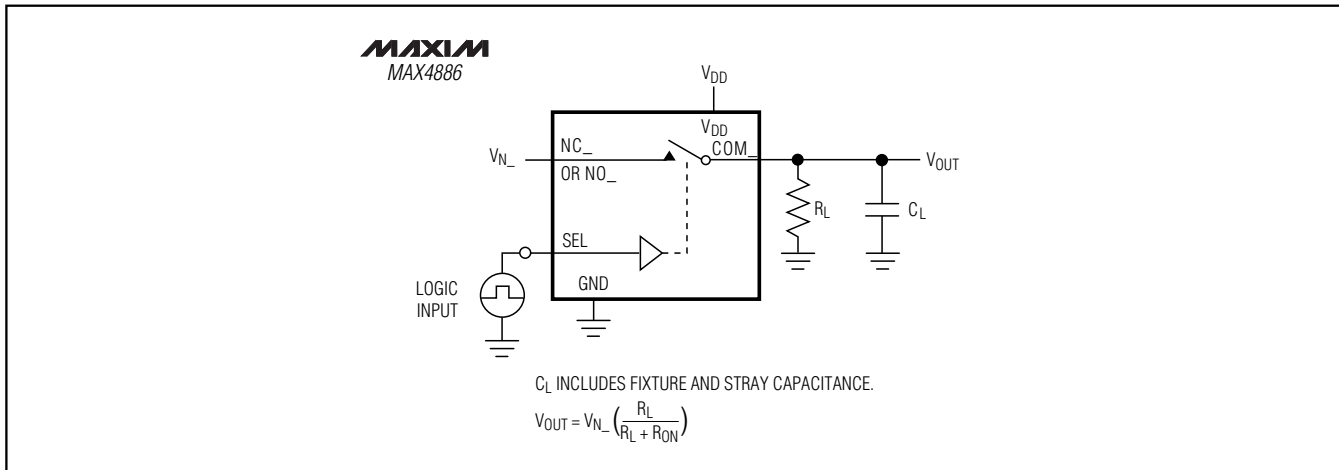 MAXIM
MAX4886
V_DD
V_DD
V_N_
NC_
COM_
OR NO_
V_OUT
R_L
C_L
SEL
LOGIC
INPUT
GND
C_L INCLUDES FIXTURE AND STRAY CAPACITANCE.
V_OUT = V_N_ (R_L / (R_L + R_ON))